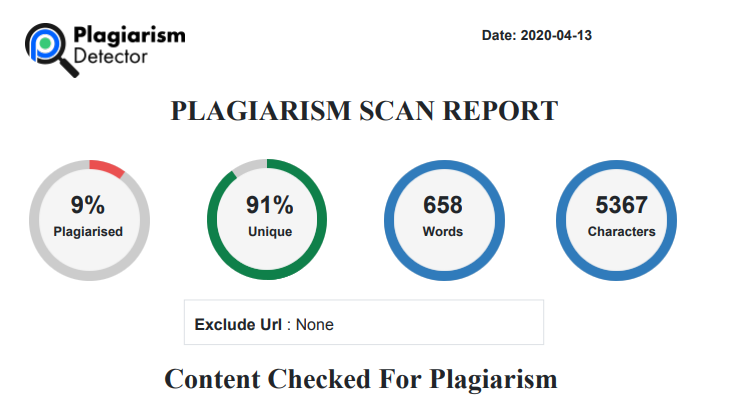 Plagiarism
Detector
Date: 2020-04-13
PLAGIARISM SCAN REPORT
9%
Plagiarised
91%
Unique
658
Words
5367
Characters
Exclude Url : None
Content Checked For Plagiarism